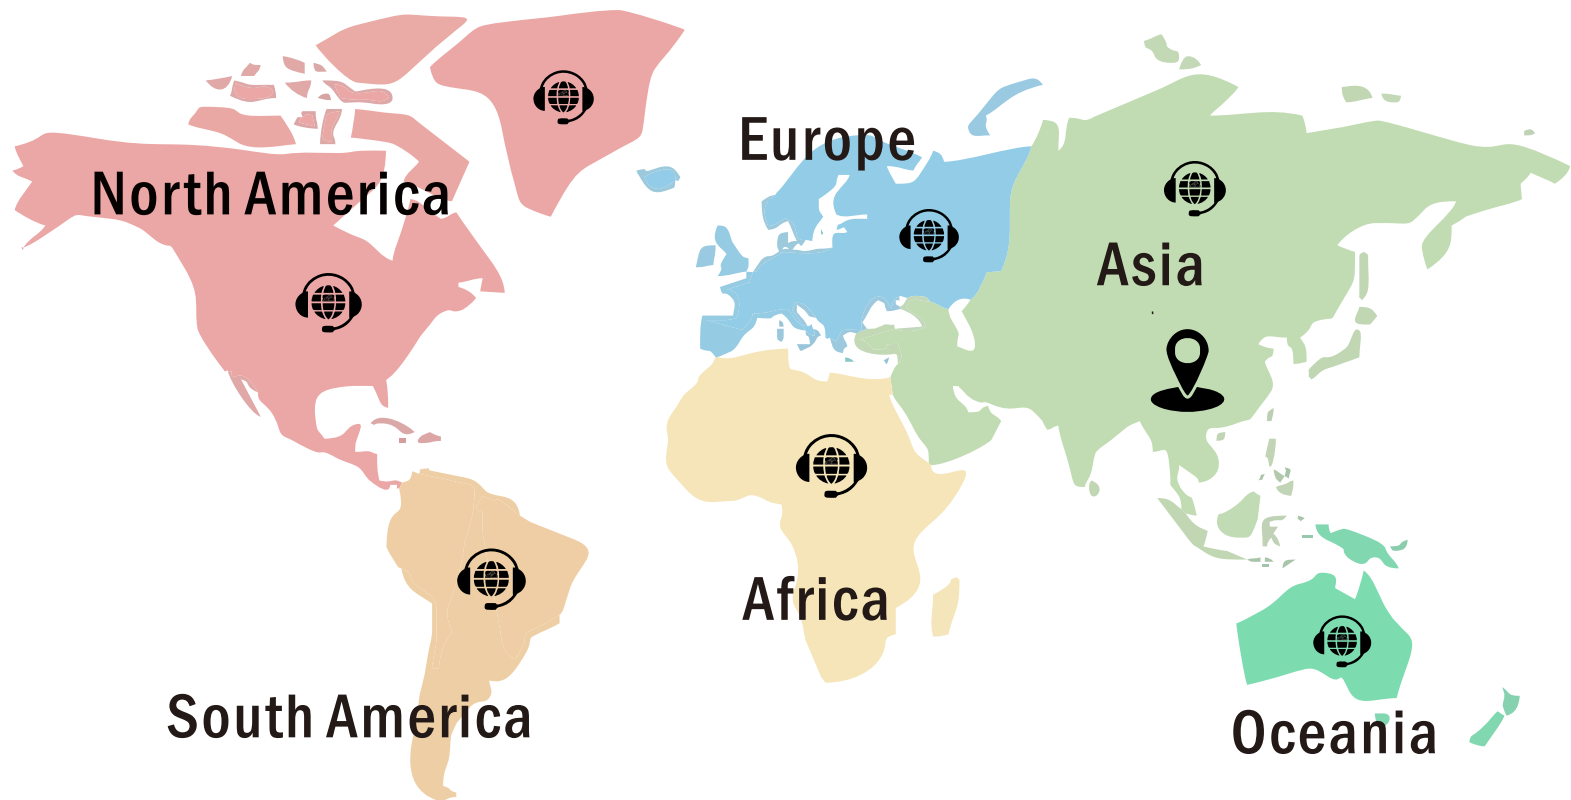 Europe
North America
Asia
Africa
South America
Oceania